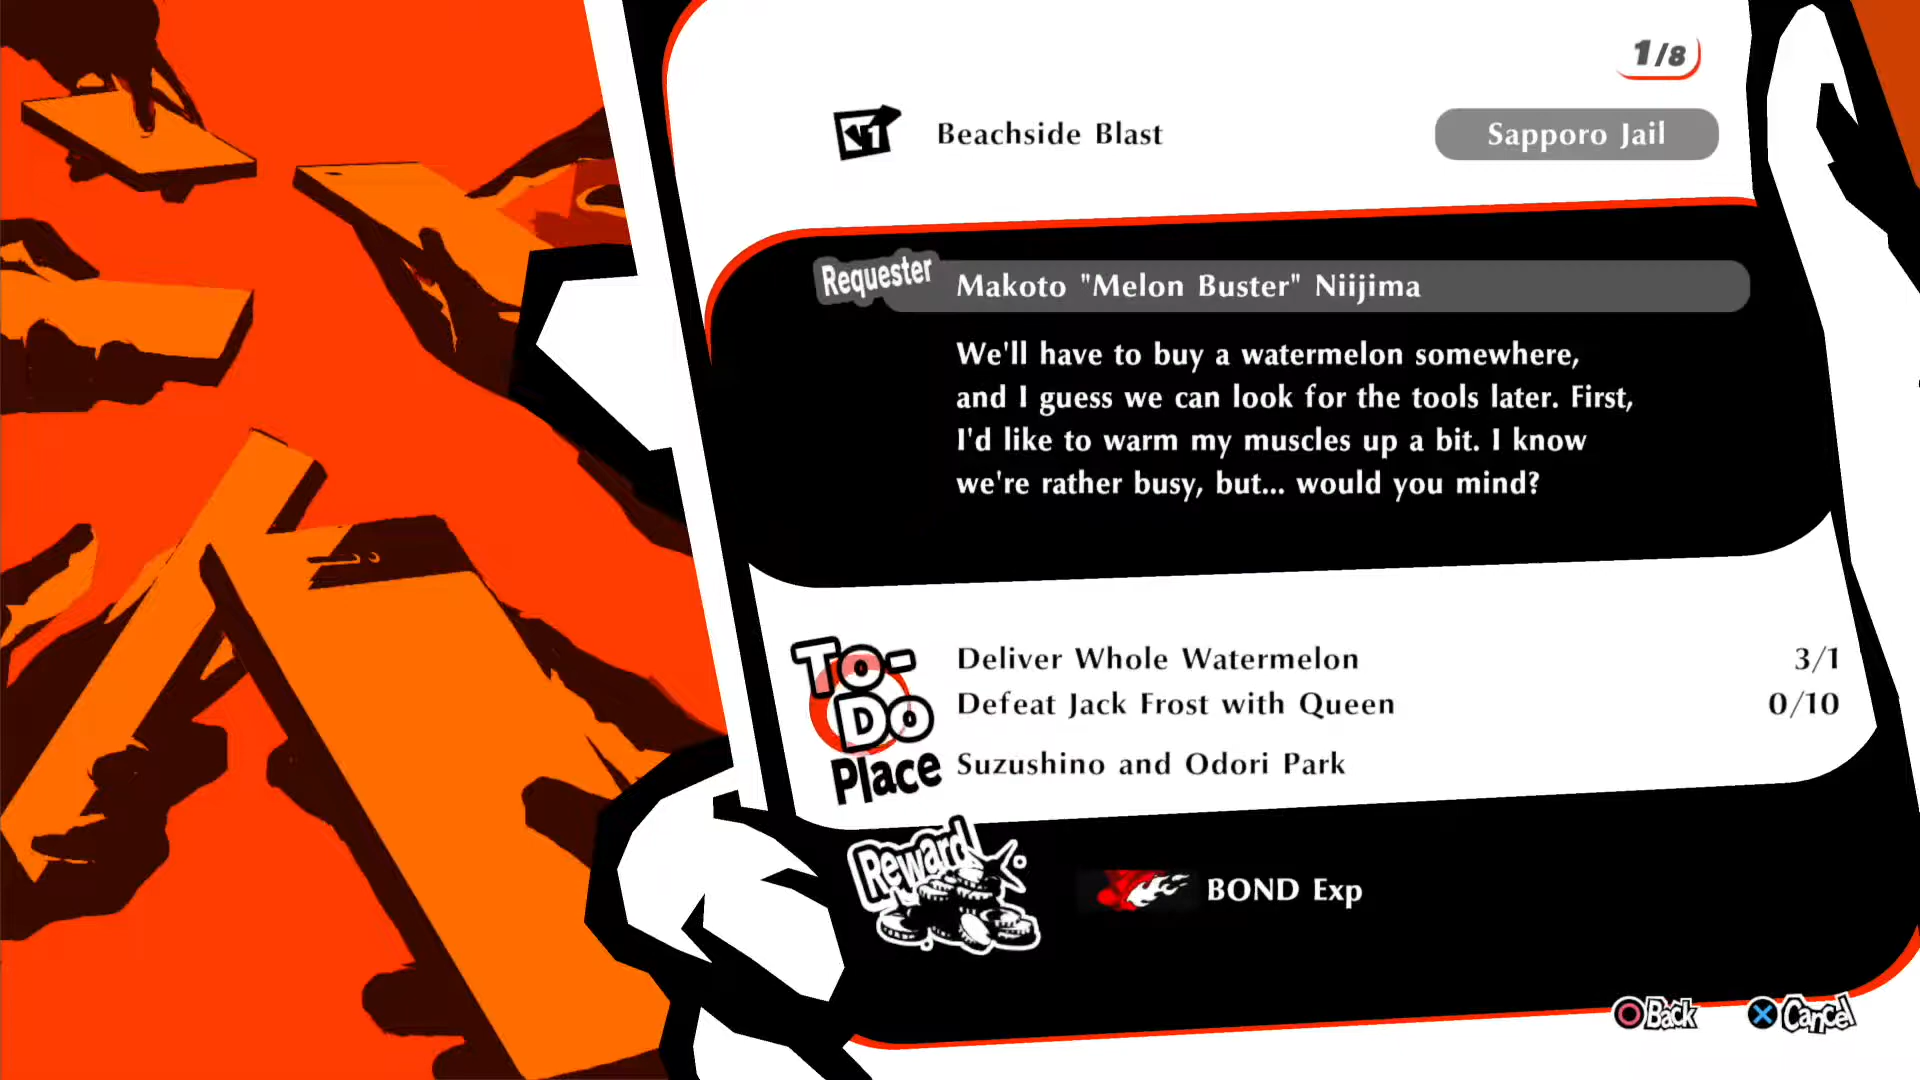 1/8
Beachside Blast
Sapporo Jail
Requester
Makoto "Melon Buster" Niijima
We'll have to buy a watermelon somewhere,
and I guess we can look for the tools later. First,
I'd like to warm my muscles up a bit. I know
we're rather busy, but... would you mind?
To-Do
Deliver Whole Watermelon 3/1
Defeat Jack Frost with Queen 0/10
Place
Suzushino and Odori Park
Reward
BOND Exp
Back
Cancel